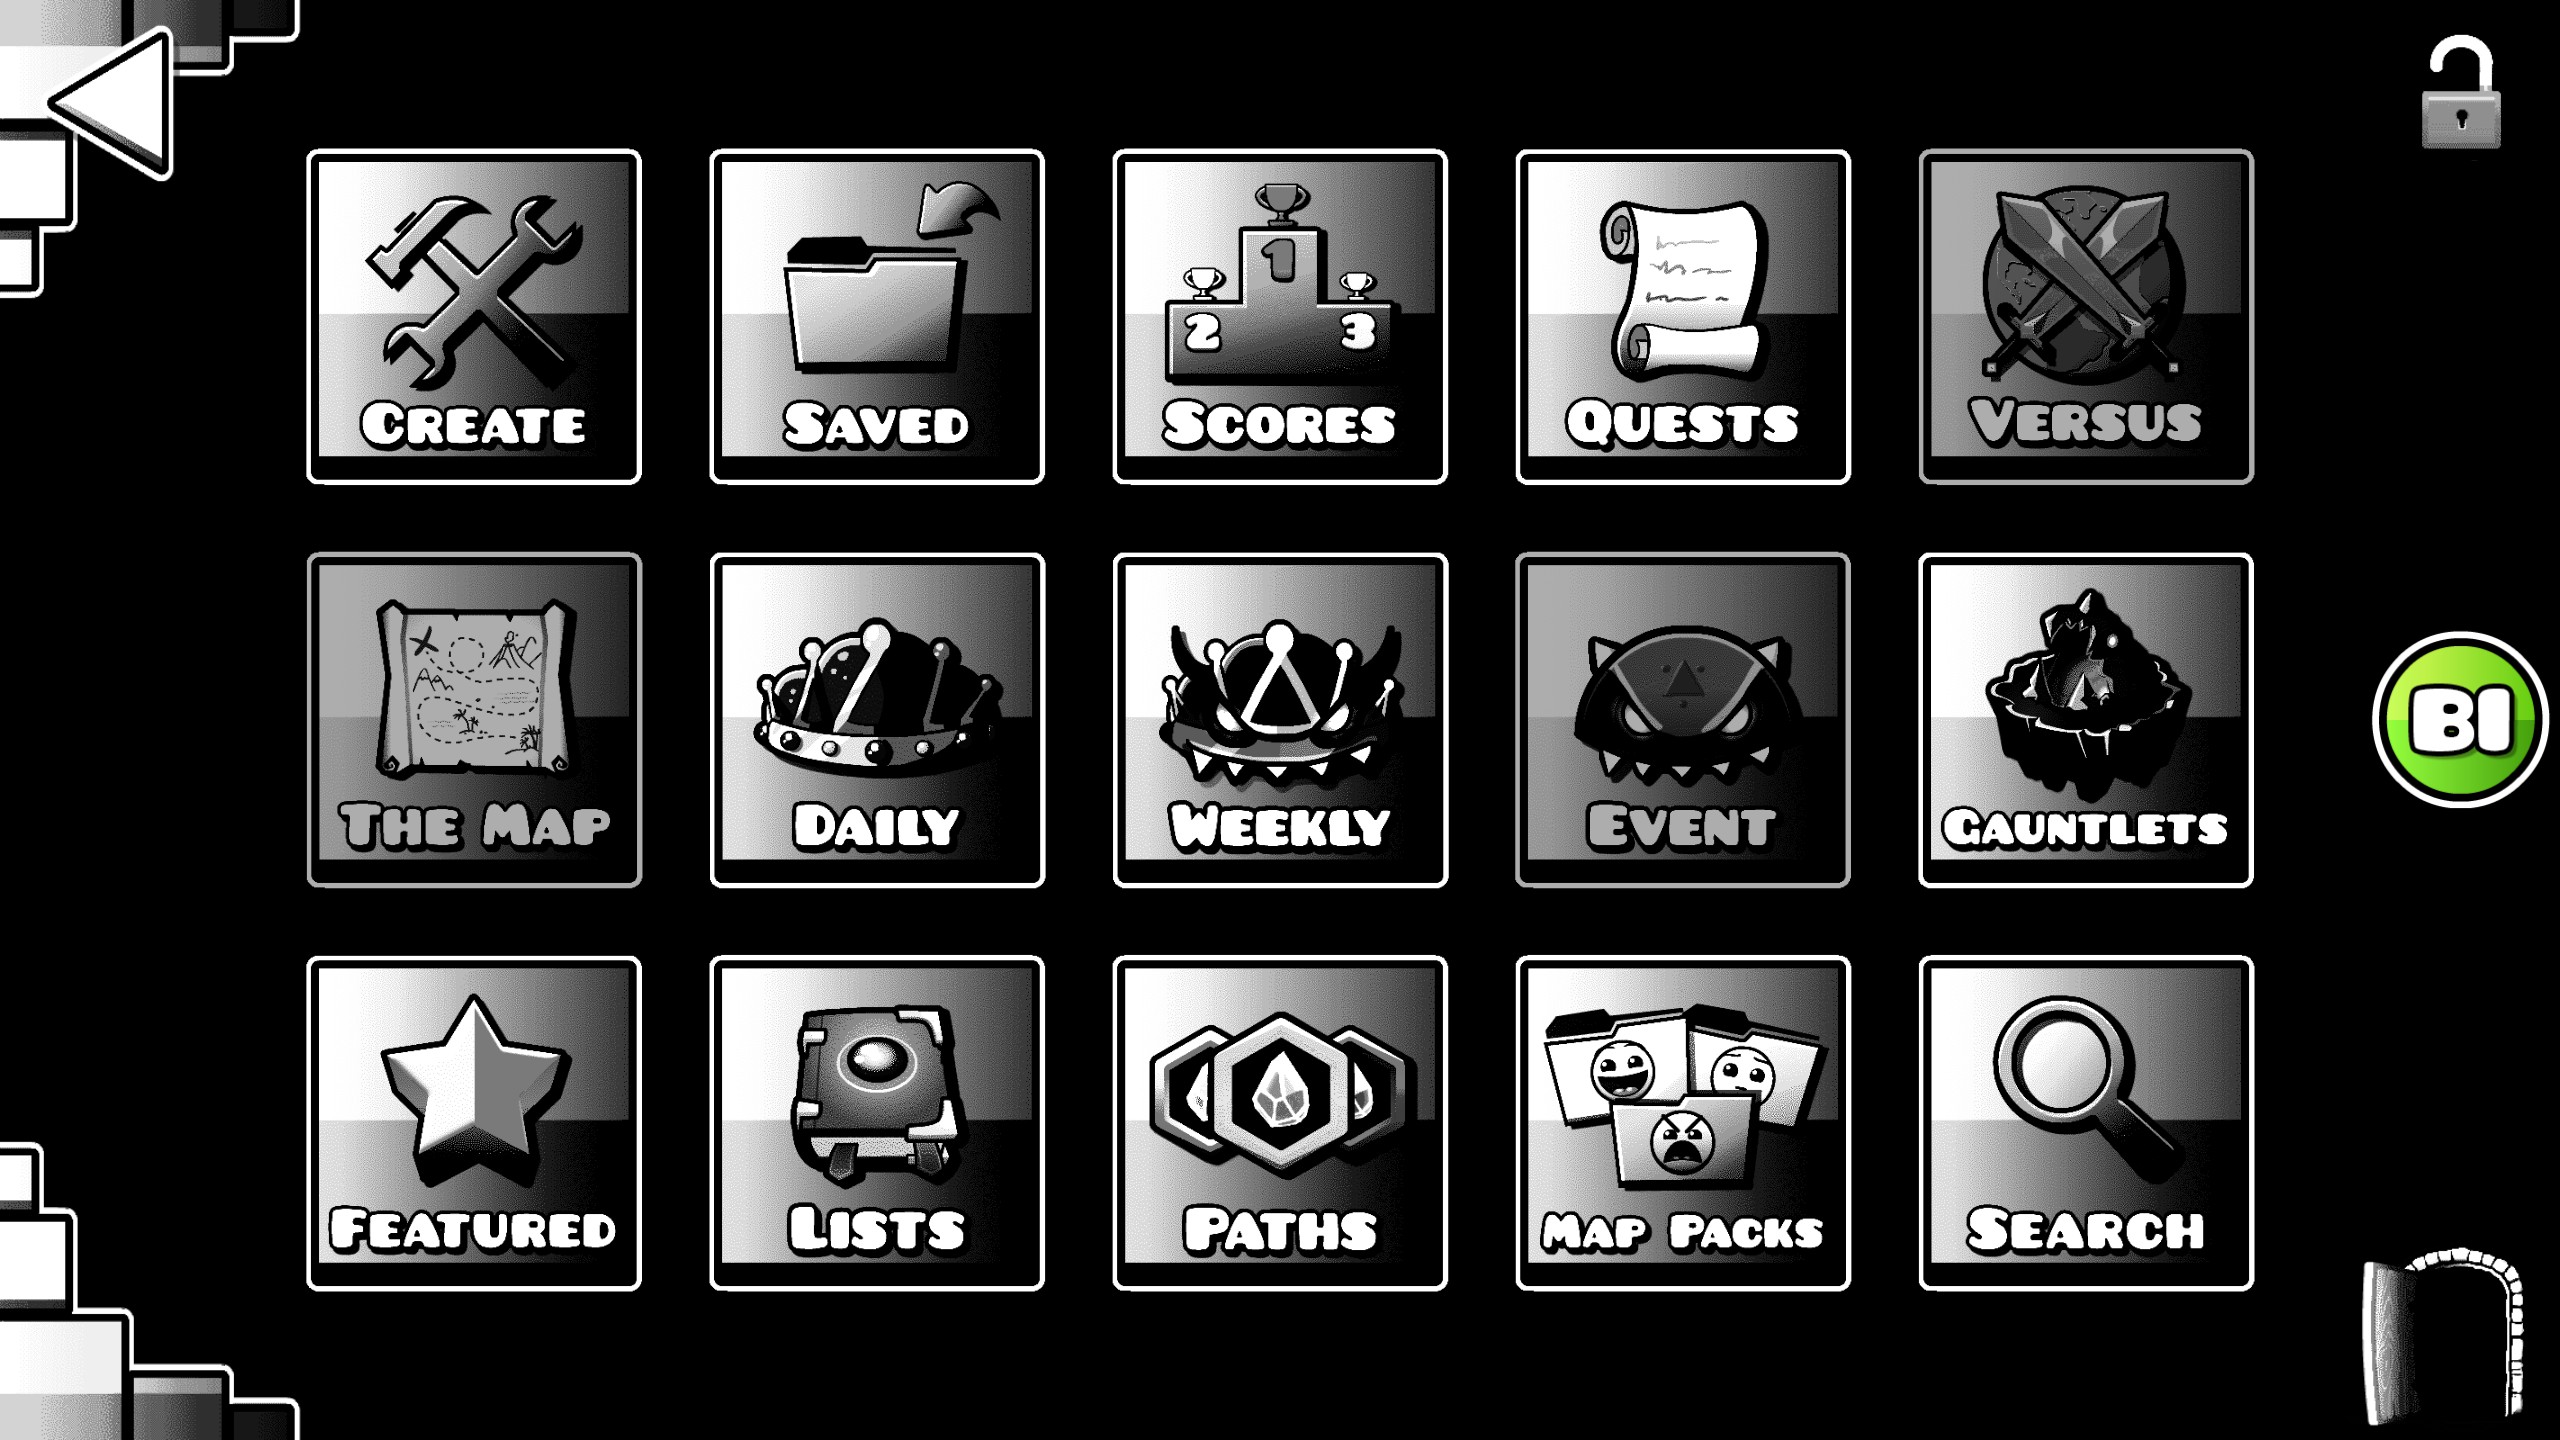 1
2 3
CREATE SAVED SCORES QUESTS VERSUS
THE MAP DAILY WEEKLY EVENT GAUNTLETS
BI
FEATURED LISTS PATHS MAP PACKS SEARCH